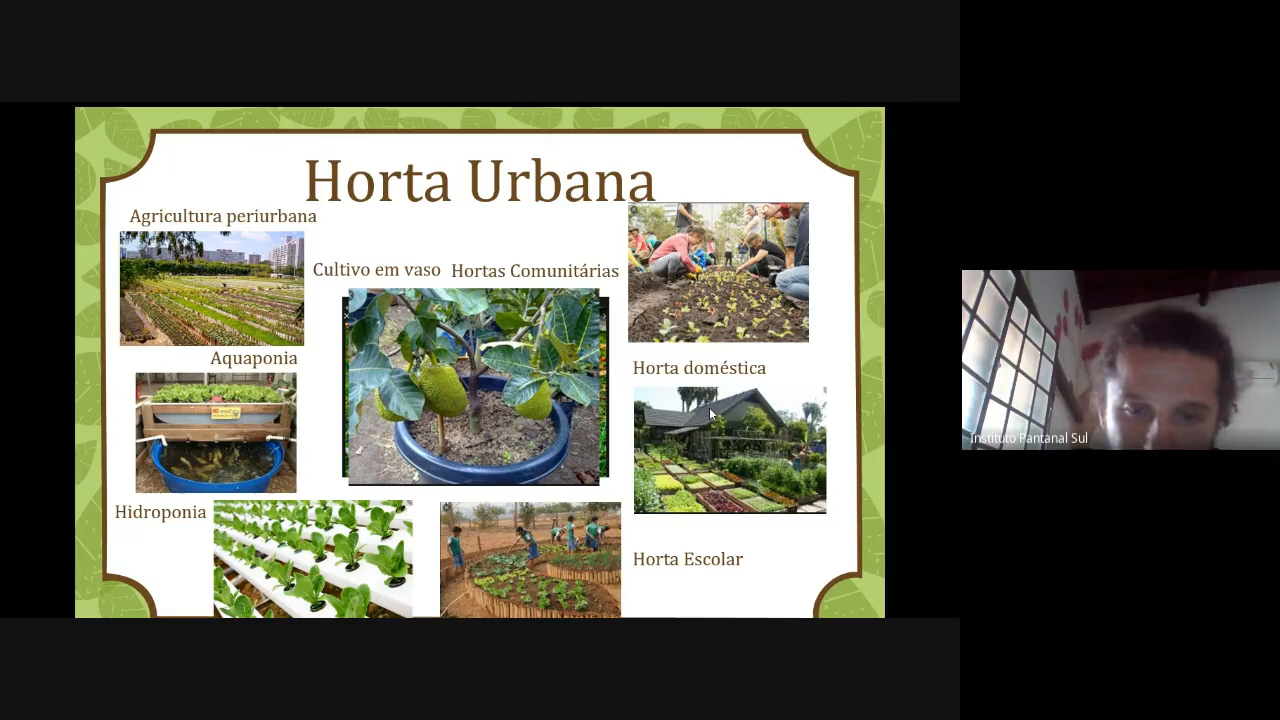 Horta Urbana
Agricultura periurbana
Cultivo em vaso
Hortas Comunitárias
Aquaponia
Horta doméstica
Hidroponia
Horta Escolar
Instituto Pantanal Sul